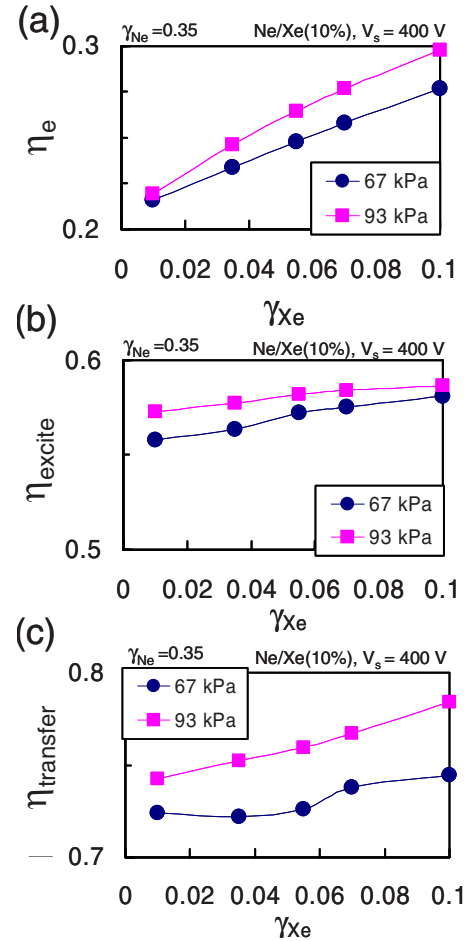 (a)
γNe =0.35 Ne/Xe(10%), Vs = 400 V
0.3
ηe
67 kPa
93 kPa
0.2
0 0.02 0.04 0.06 0.08 0.1
γXe
(b)
γNe =0.35 Ne/Xe(10%), Vs = 400 V
0.6
ηexcite
67 kPa
93 kPa
0.5
0 0.02 0.04 0.06 0.08 0.1
γXe
(c)
γNe =0.35 Ne/Xe(10%), Vs = 400 V
0.8
67 kPa
93 kPa
ηtransfer
0.7
0 0.02 0.04 0.06 0.08 0.1
γXe